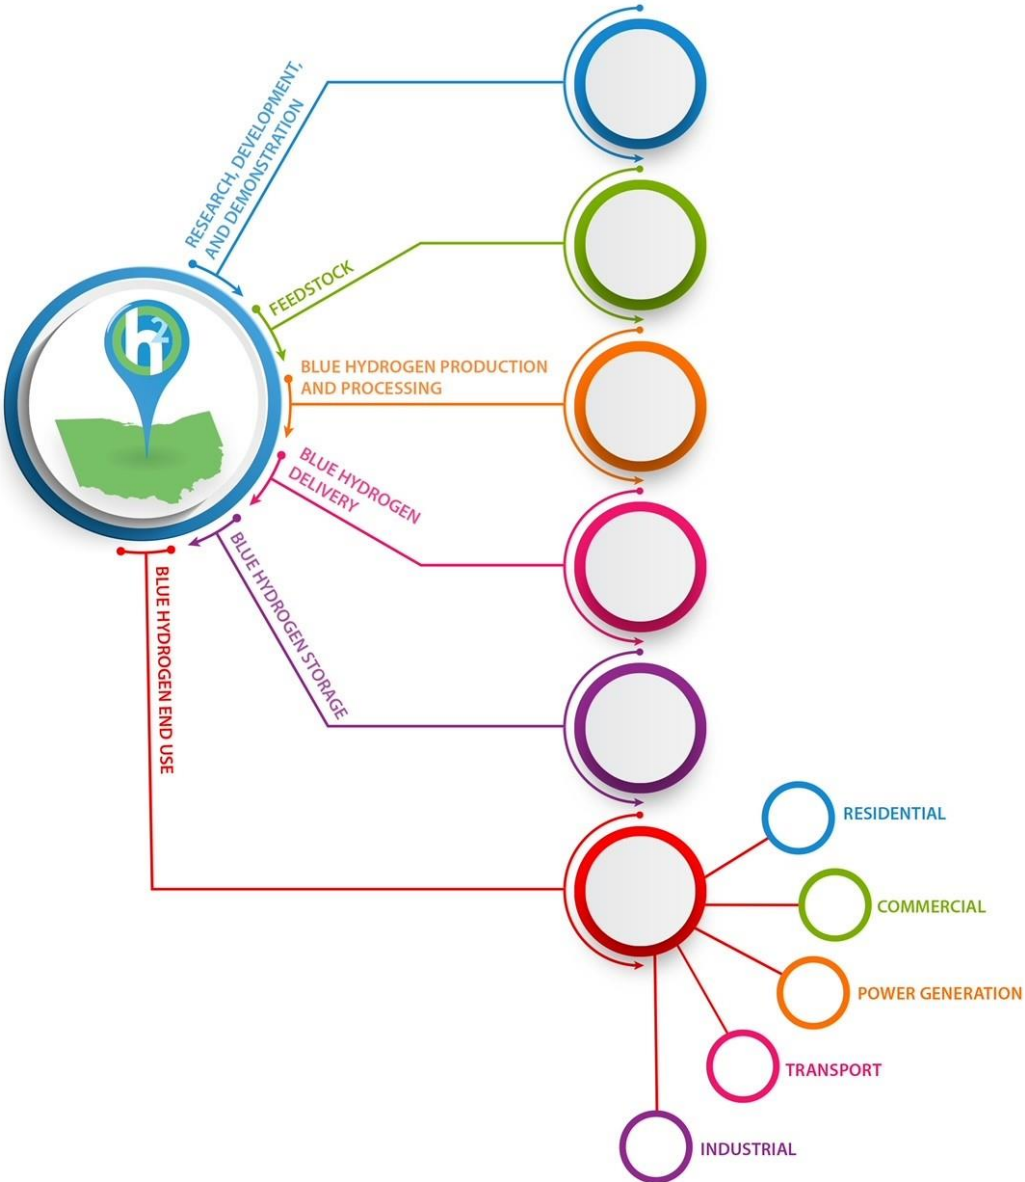 RESEARCH, DEVELOPMENT,
AND DEMONSTRATION
FEEDSTOCK
h2
BLUE HYDROGEN PRODUCTION
AND PROCESSING
BLUE HYDROGEN
DELIVERY
BLUE HYDROGEN STORAGE
BLUE HYDROGEN END USE
RESIDENTIAL
COMMERCIAL
POWER GENERATION
TRANSPORT
INDUSTRIAL